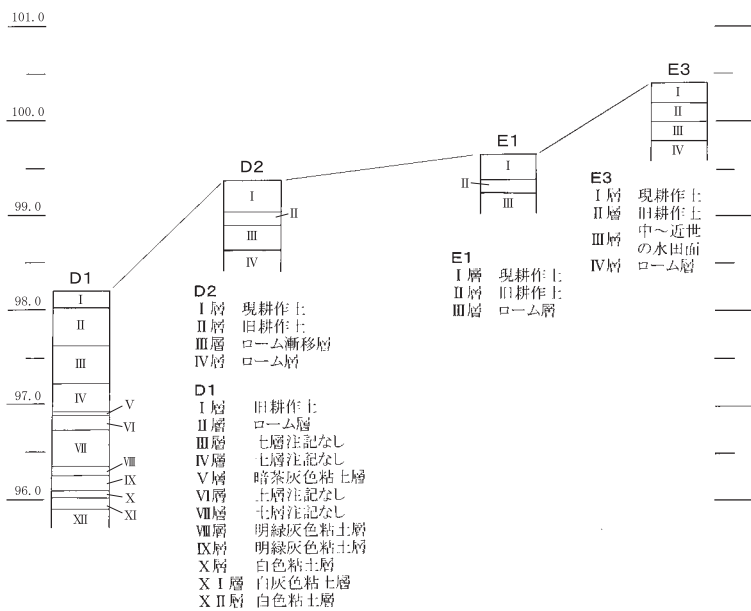 101.0
100.0
99.0
98.0
97.0
96.0
E3
I
II
III
IV
E3
I層 現耕作土
II層 旧耕作土
III層 中～近世の水田面
IV層 ローム層
E1
I
II
III
E1
I層 現耕作土
II層 旧耕作土
III層 ローム層
D2
I
II
III
IV
D2
I層 現耕作土
II層 旧耕作土
III層 ローム漸移層
IV層 ローム層
D1
I
II
III
IV
V
VI
VII
VIII
IX
X
XI
XII
D1
I層 旧耕作土
II層 ローム層
III層 土層注記なし
IV層 土層注記なし
V層 暗茶灰色粘土層
VI層 土層注記なし
VII層 土層注記なし
VIII層 明緑灰色粘土層
IX層 明緑灰色粘土層
X層 白色粘土層
XI層 白灰色粘土層
XII層 白色粘土層